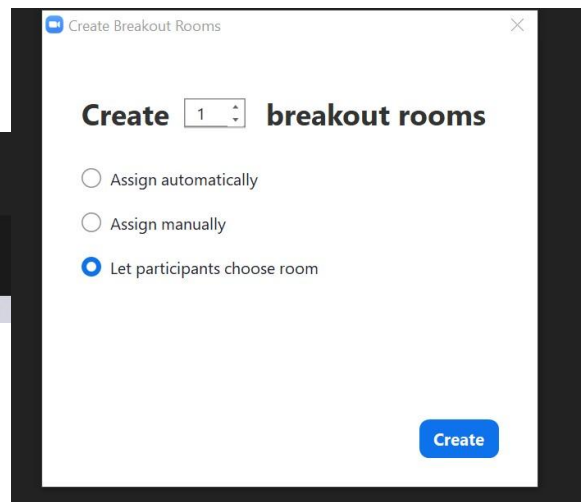 Create Breakout Rooms
Create 1 breakout rooms
Assign automatically
Assign manually
Let participants choose room
Create